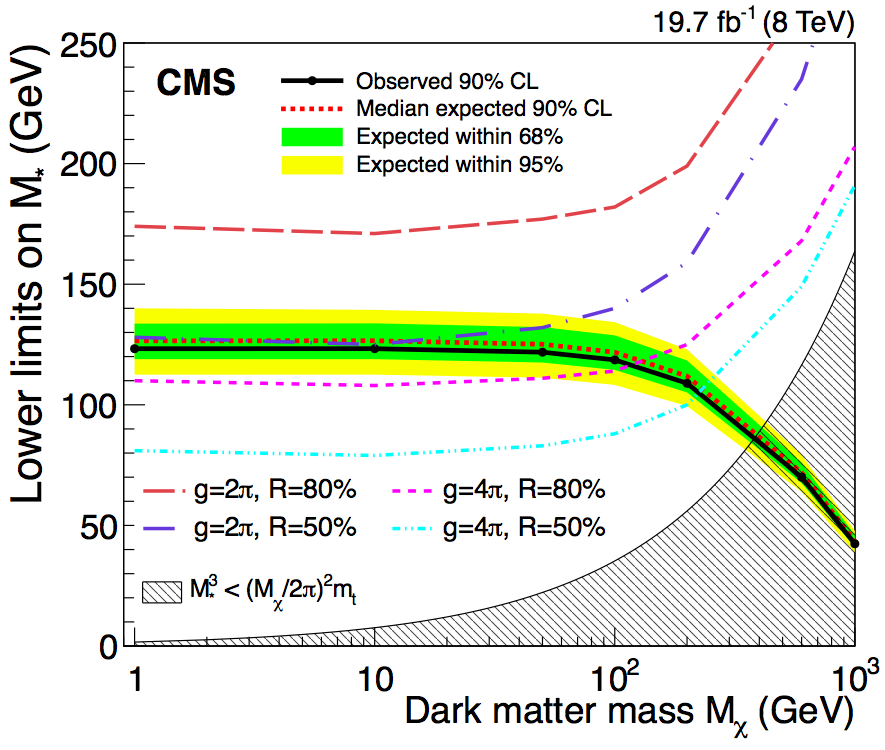 19.7 fb⁻¹ (8 TeV)
CMS
Observed 90% CL
Median expected 90% CL
Expected within 68%
Expected within 95%
Lower limits on M* (GeV)
250
200
150
100
50
0
g=2π, R=80%
g=4π, R=80%
g=2π, R=50%
g=4π, R=50%
M*³ < (Mχ/2π)²mt
1
10
10²
10³
Dark matter mass Mχ (GeV)